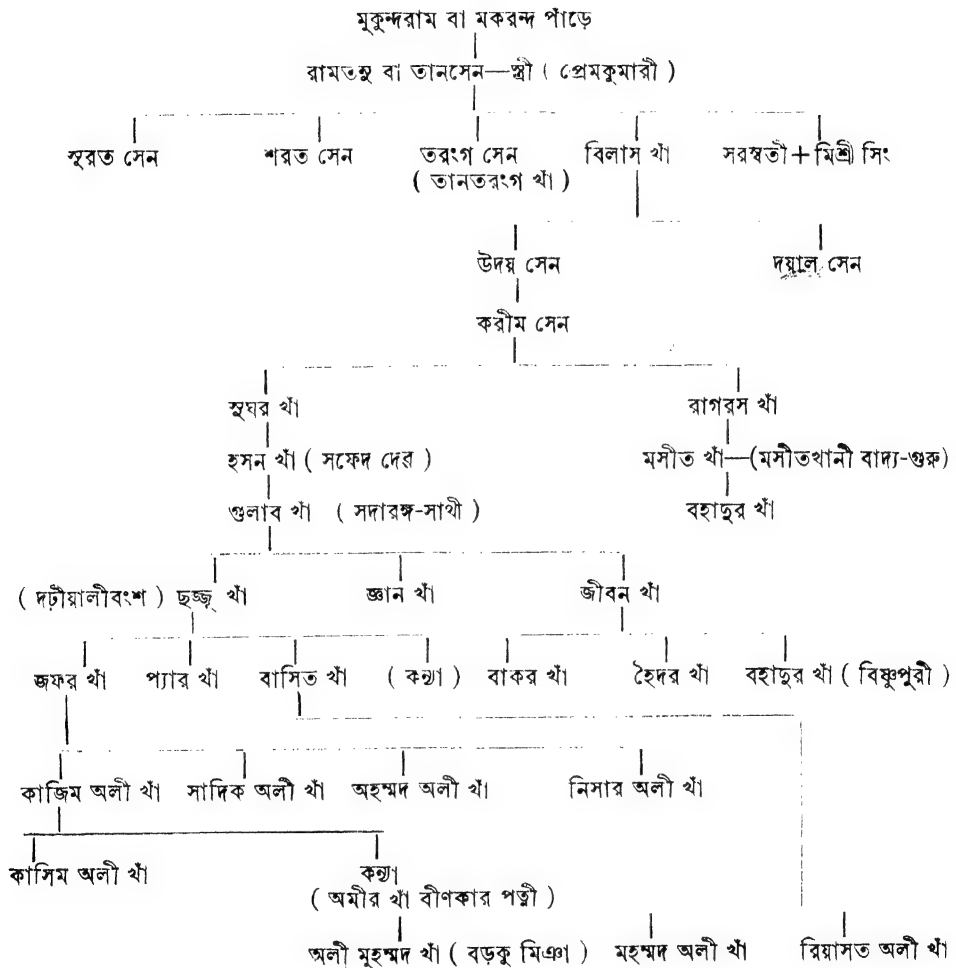 মুকুন্দরাম বা মকরন্দ পাঁড়ে
রামতনু বা তানসেন—স্ত্রী ( প্রেমকুমারী )
সুরত সেন শরত সেন তরংগ সেন বিলাস খাঁ সরস্বতী + মিশ্রী সিং
( তানতরংগ খাঁ )
উদয় সেন দয়াল সেন
করীম সেন
সুঘর খাঁ রাগরস খাঁ
হসন খাঁ ( সফেদ দেব ) মসীত খাঁ—(মসীতখানী বাদ্য-গুরু)
গুলাব খাঁ ( সদারঙ্গ-সাথী ) বহাদুর খাঁ
( দঢ়ীয়ালীবংশ ) ছজ্জূ খাঁ জ্ঞান খাঁ জীবন খাঁ
জফর খাঁ প্যার খাঁ বাসিত খাঁ ( কন্যা ) বাকর খাঁ হৈদর খাঁ বহাদুর খাঁ ( বিষ্ণুপুরী )
কাজিম অলী খাঁ সাদিক অলী খাঁ অহম্মদ অলী খাঁ নিসার অলী খাঁ
কাসিম অলী খাঁ কন্যা
( অমীর খাঁ বীণকার পত্নী )
অলী মুহম্মদ খাঁ ( বড়কু মিঞা ) মহম্মদ অলী খাঁ রিয়াসত অলী খাঁ